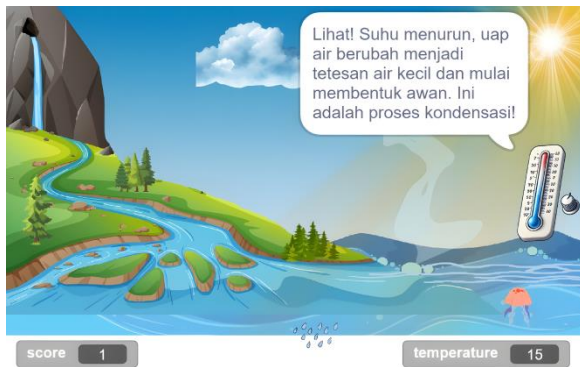 Lihat! Suhu menurun, uap
air berubah menjadi
tetesan air kecil dan mulai
membentuk awan. Ini
adalah proses kondensasi!
score 1
temperature 15